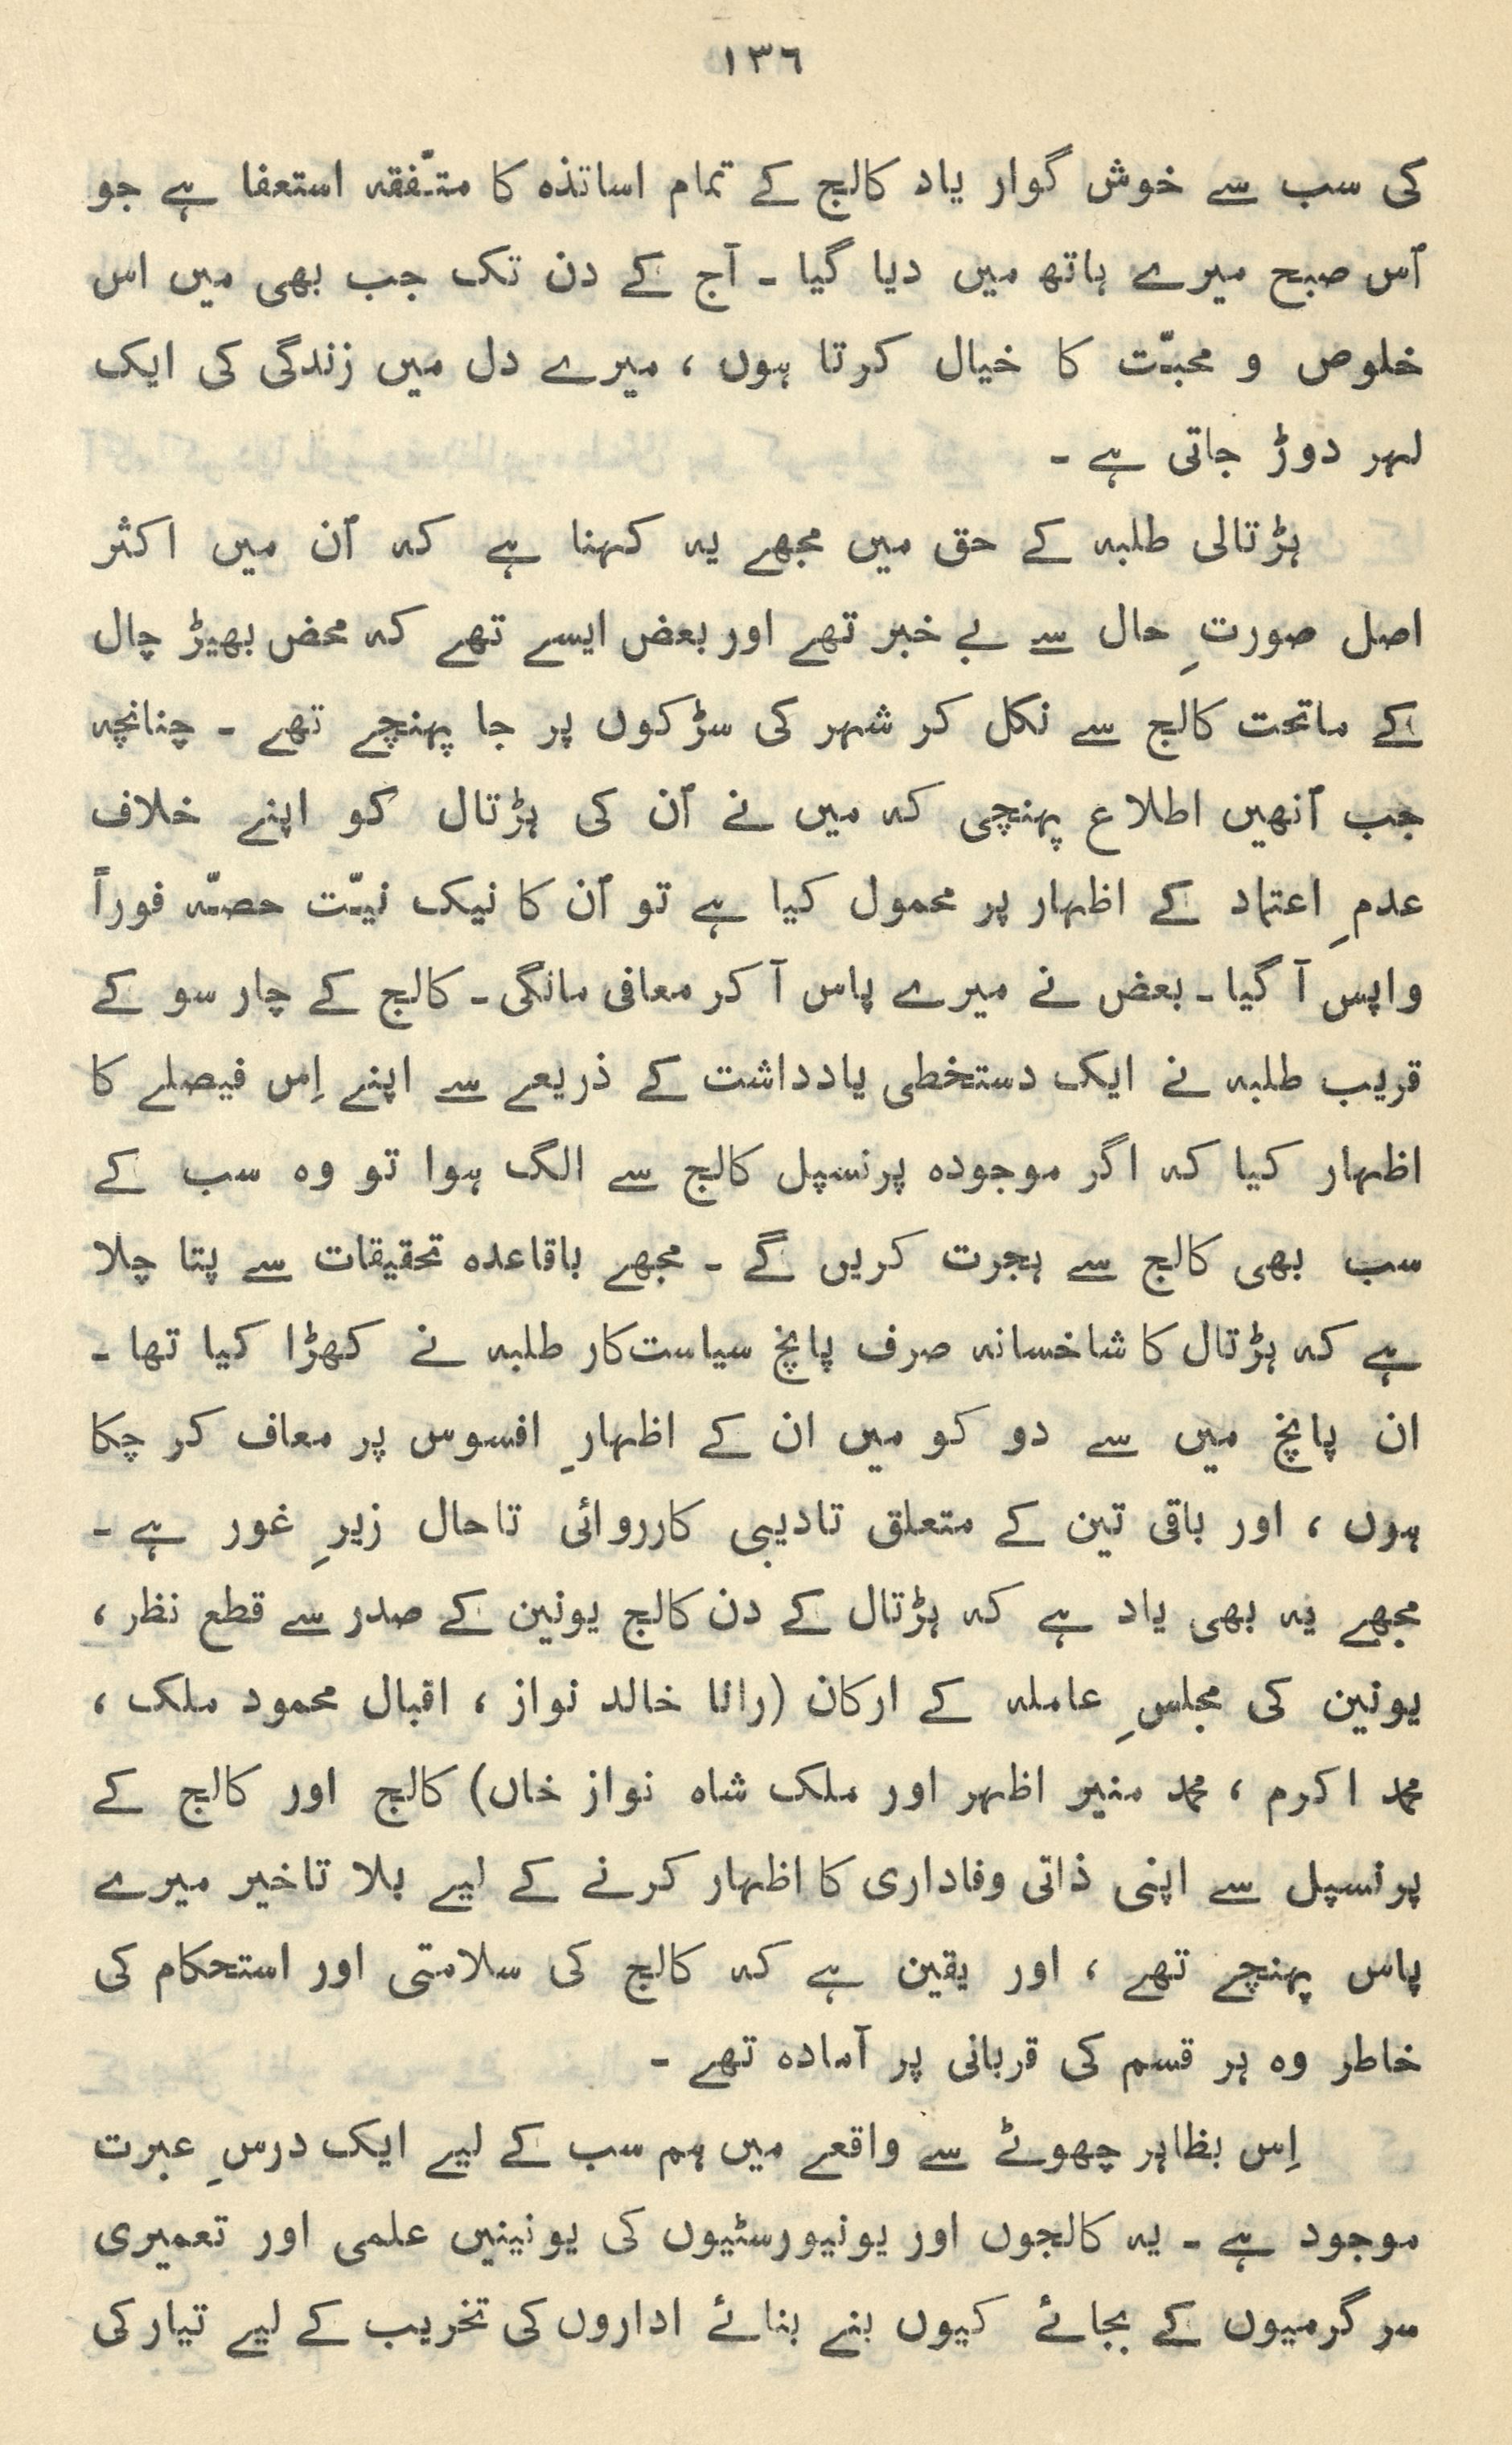 ۱۳۶
کی سب سے خوش گوار یاد کالج کے تمام اساتذہ کا متّفقہ استعفا ہے جو
اُس صبح میرے ہاتھ میں دیا گیا ۔ آج کے دن تک جب بھی میں اس
خلوص و محبّت کا خیال کرتا ہوں ، میرے دل میں زندگی کی ایک
لہر دوڑ جاتی ہے ۔
ہڑتالی طلبہ کے حق میں مجھے یہ کہنا ہے کہ اُن میں اکثر
اصل صورتِ حال سے بے خبر تھے اور بعض ایسے تھے کہ محض بھیڑ چال
کے ماتحت کالج سے نکل کر شہر کی سڑکوں پر جا پہنچے تھے ۔ چنانچہ
جب اُنھیں اطلاع پہنچی کہ میں نے اُن کی ہڑتال کو اپنے خلاف
عدمِ اعتماد کے اظہار پر محمول کیا ہے تو اُن کا نیک نیّت حصّہ فوراً
واپس آ گیا ۔ بعض نے میرے پاس آ کر معافی مانگی ۔ کالج کے چار سو کے
قریب طلبہ نے ایک دستخطی یادداشت کے ذریعے سے اپنے اِس فیصلے کا
اظہار کیا کہ اگر موجودہ پرنسپل کالج سے الگ ہوا تو وہ سب کے
سب بھی کالج سے ہجرت کریں گے ۔ مجھے باقاعدہ تحقیقات سے پتا چلا
ہے کہ ہڑتال کا شاخسانہ صرف پانچ سیاست‌کار طلبہ نے کھڑا کیا تھا ۔
ان پانچ میں سے دو کو میں ان کے اظہارِ افسوس پر معاف کر چکا
ہوں ، اور باقی تین کے متعلق تادیبی کارروائی تاحال زیرِ غور ہے ۔
مجھے یہ بھی یاد ہے کہ ہڑتال کے دن کالج یونین کے صدر سے قطع نظر ،
یونین کی مجلسِ عاملہ کے ارکان (رانا خالد نواز ، اقبال محمود ملک ،
محمد اکرم ، محمد منیر اظہر اور ملک شاہ نواز خاں) کالج اور کالج کے
پرنسپل سے اپنی ذاتی وفاداری کا اظہار کرنے کے لیے بلا تاخیر میرے
پاس پہنچے تھے ، اور یقین ہے کہ کالج کی سلامتی اور استحکام کی
خاطر وہ ہر قسم کی قربانی پر آمادہ تھے ۔
اِس بظاہر چھوٹے سے واقعے میں ہم سب کے لیے ایک درسِ عبرت
موجود ہے ۔ یہ کالجوں اور یونیورسٹیوں کی یونینیں علمی اور تعمیری
سرگرمیوں کے بجائے کیوں بنے بنائے اداروں کی تخریب کے لیے تیار کی